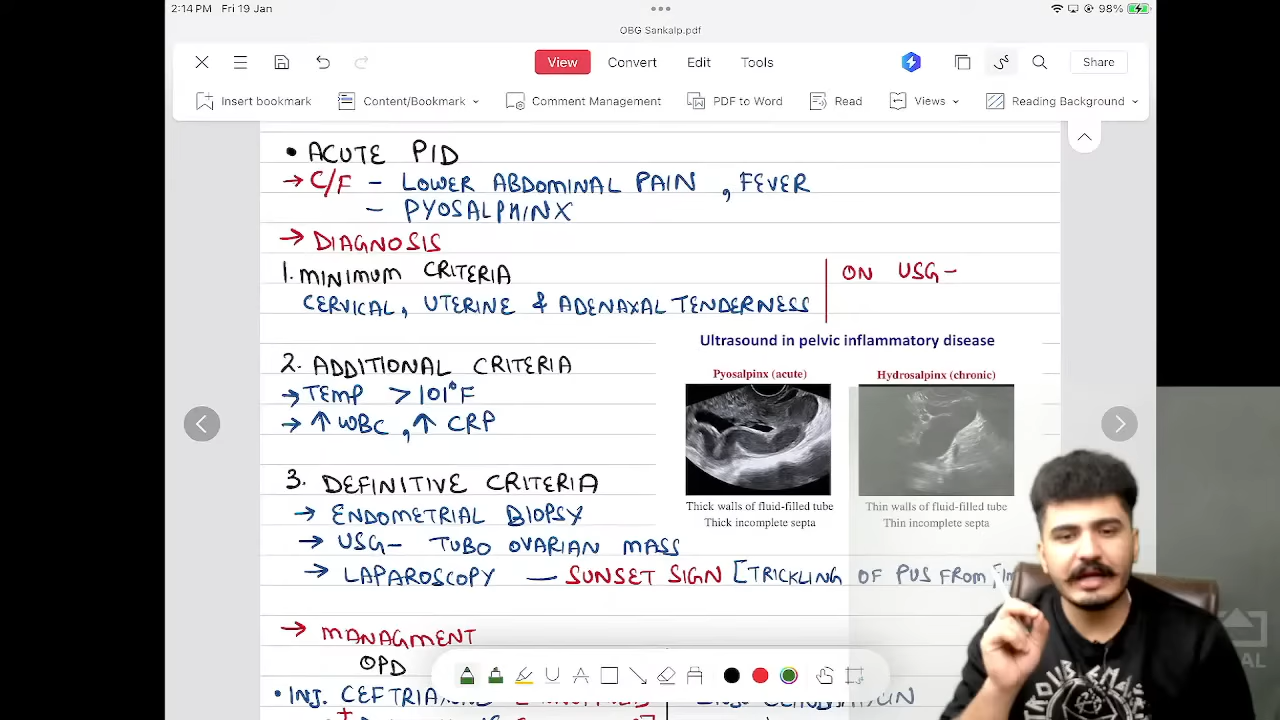 2:14 PM Fri 19 Jan
98%
OBG Sankalp.pdf
View Convert Edit Tools
Share
Insert bookmark Content/Bookmark Comment Management PDF to Word Read Views Reading Background
• ACUTE PID
→ C/F – LOWER ABDOMINAL PAIN , FEVER
– PYOSALPHINX
→ DIAGNOSIS
1. MINIMUM CRITERIA
CERVICAL, UTERINE & ADENAXAL TENDERNESS
ON USG –
Ultrasound in pelvic inflammatory disease
Pyosalpinx (acute)
Hydrosalpinx (chronic)
Thick walls of fluid-filled tube
Thick incomplete septa
Thin walls of fluid-filled tube
Thin incomplete septa
2. ADDITIONAL CRITERIA
→ TEMP > 101°F
→ ↑ WBC , ↑ CRP
3. DEFINITIVE CRITERIA
→ ENDOMETRIAL BIOPSY
→ USG – TUBO OVARIAN MASS
→ LAPAROSCOPY — SUNSET SIGN [TRICKLING OF PUS FROM
→ MANAGMENT
OPD
• INJ.